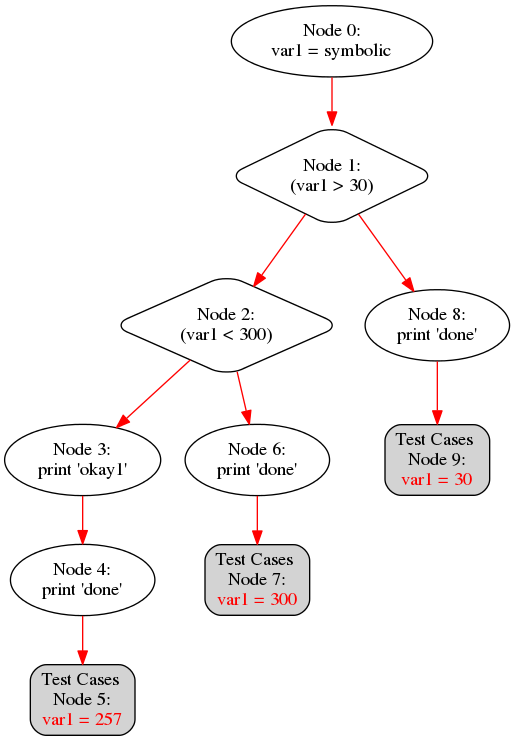 Node 0:
var1 = symbolic
Node 1:
(var1 > 30)
Node 2:
(var1 < 300)
Node 8:
print 'done'
Node 3:
print 'okay1'
Node 6:
print 'done'
Test Cases
Node 9:
var1 = 30
Node 4:
print 'done'
Test Cases
Node 7:
var1 = 300
Test Cases
Node 5:
var1 = 257